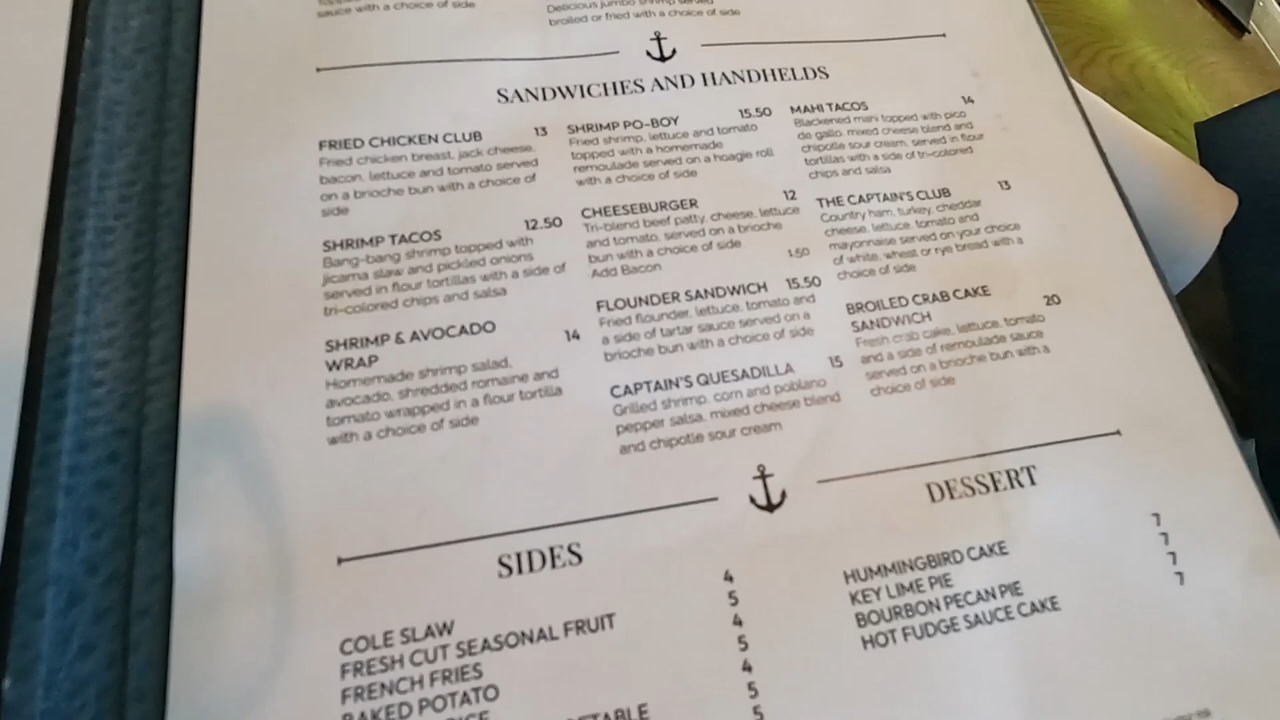 sauce with a choice of side
Delicious jumbo shrimp served
broiled or fried with a choice of side
SANDWICHES AND HANDHELDS
FRIED CHICKEN CLUB 13
Fried chicken breast, jack cheese,
bacon, lettuce and tomato served
on a brioche bun with a choice of
side
SHRIMP TACOS 12.50
Bang-bang shrimp topped with
jicama slaw and pickled onions
served in flour tortillas with a side of
tri-colored chips and salsa
SHRIMP & AVOCADO
WRAP 14
Homemade shrimp salad,
avocado, shredded romaine and
tomato wrapped in a flour tortilla
with a choice of side
SHRIMP PO-BOY 15.50
Fried shrimp, lettuce and tomato
topped with a homemade
remoulade served on a hoagie roll
with a choice of side
CHEESEBURGER 12
Tri-blend beef patty, cheese, lettuce
and tomato, served on a brioche
bun with a choice of side
Add Bacon 1.50
FLOUNDER SANDWICH 15.50
Fried flounder, lettuce, tomato and
a side of tartar sauce served on a
brioche bun with a choice of side
CAPTAIN'S QUESADILLA 15
Grilled shrimp, corn and poblano
pepper salsa, mixed cheese blend
and chipotle sour cream
MAHI TACOS 14
Blackened mahi topped with pico
de gallo, mixed cheese blend and
chipotle sour cream, served in flour
tortillas with a side of tri-colored
chips and salsa
THE CAPTAIN'S CLUB 13
Country ham, turkey, cheddar
cheese, lettuce, tomato and
mayonnaise served on your choice
of white, wheat or rye bread with a
choice of side
BROILED CRAB CAKE
SANDWICH 20
Fresh crab cake, lettuce, tomato
and a side of remoulade sauce
served on a brioche bun with a
choice of side
SIDES
COLE SLAW 4
FRESH CUT SEASONAL FRUIT 5
FRENCH FRIES 4
BAKED POTATO 5
4
5
5
DESSERT
HUMMINGBIRD CAKE 7
KEY LIME PIE 7
BOURBON PECAN PIE 7
HOT FUDGE SAUCE CAKE 7